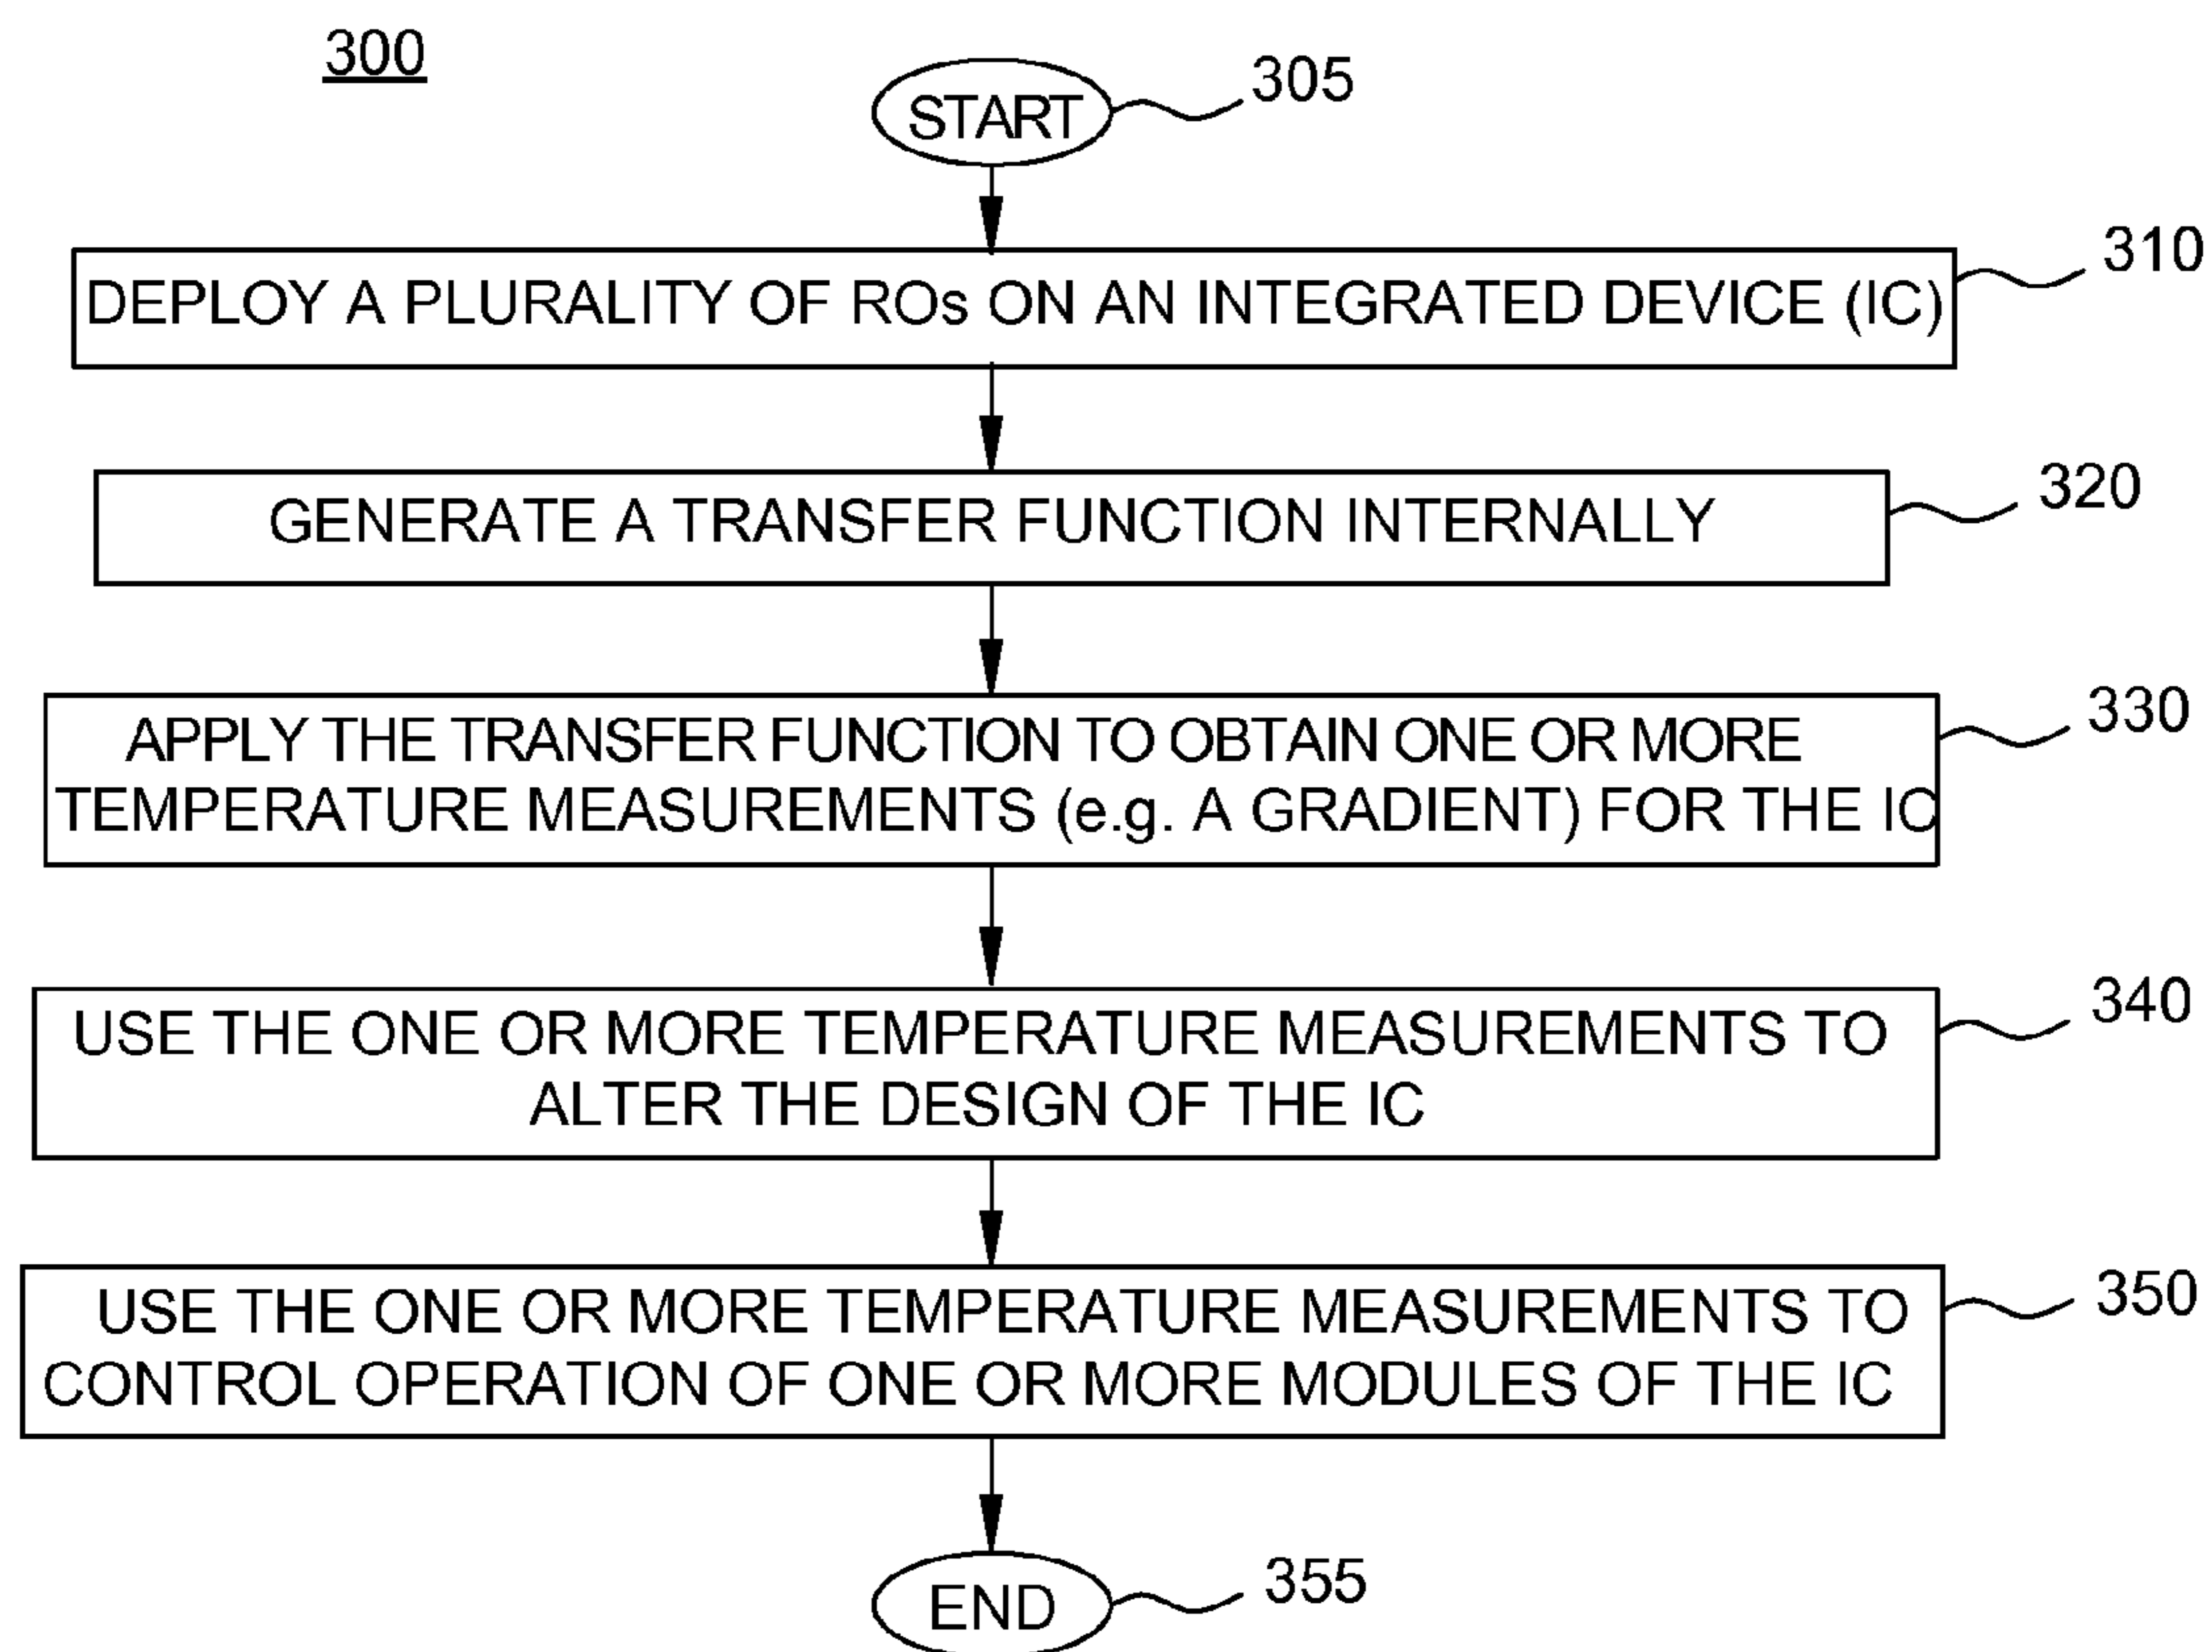 300
START
305
DEPLOY A PLURALITY OF ROs ON AN INTEGRATED DEVICE (IC)
310
GENERATE A TRANSFER FUNCTION INTERNALLY
320
APPLY THE TRANSFER FUNCTION TO OBTAIN ONE OR MORE
TEMPERATURE MEASUREMENTS (e.g. A GRADIENT) FOR THE IC
330
USE THE ONE OR MORE TEMPERATURE MEASUREMENTS TO
ALTER THE DESIGN OF THE IC
340
USE THE ONE OR MORE TEMPERATURE MEASUREMENTS TO
CONTROL OPERATION OF ONE OR MORE MODULES OF THE IC
350
END
355